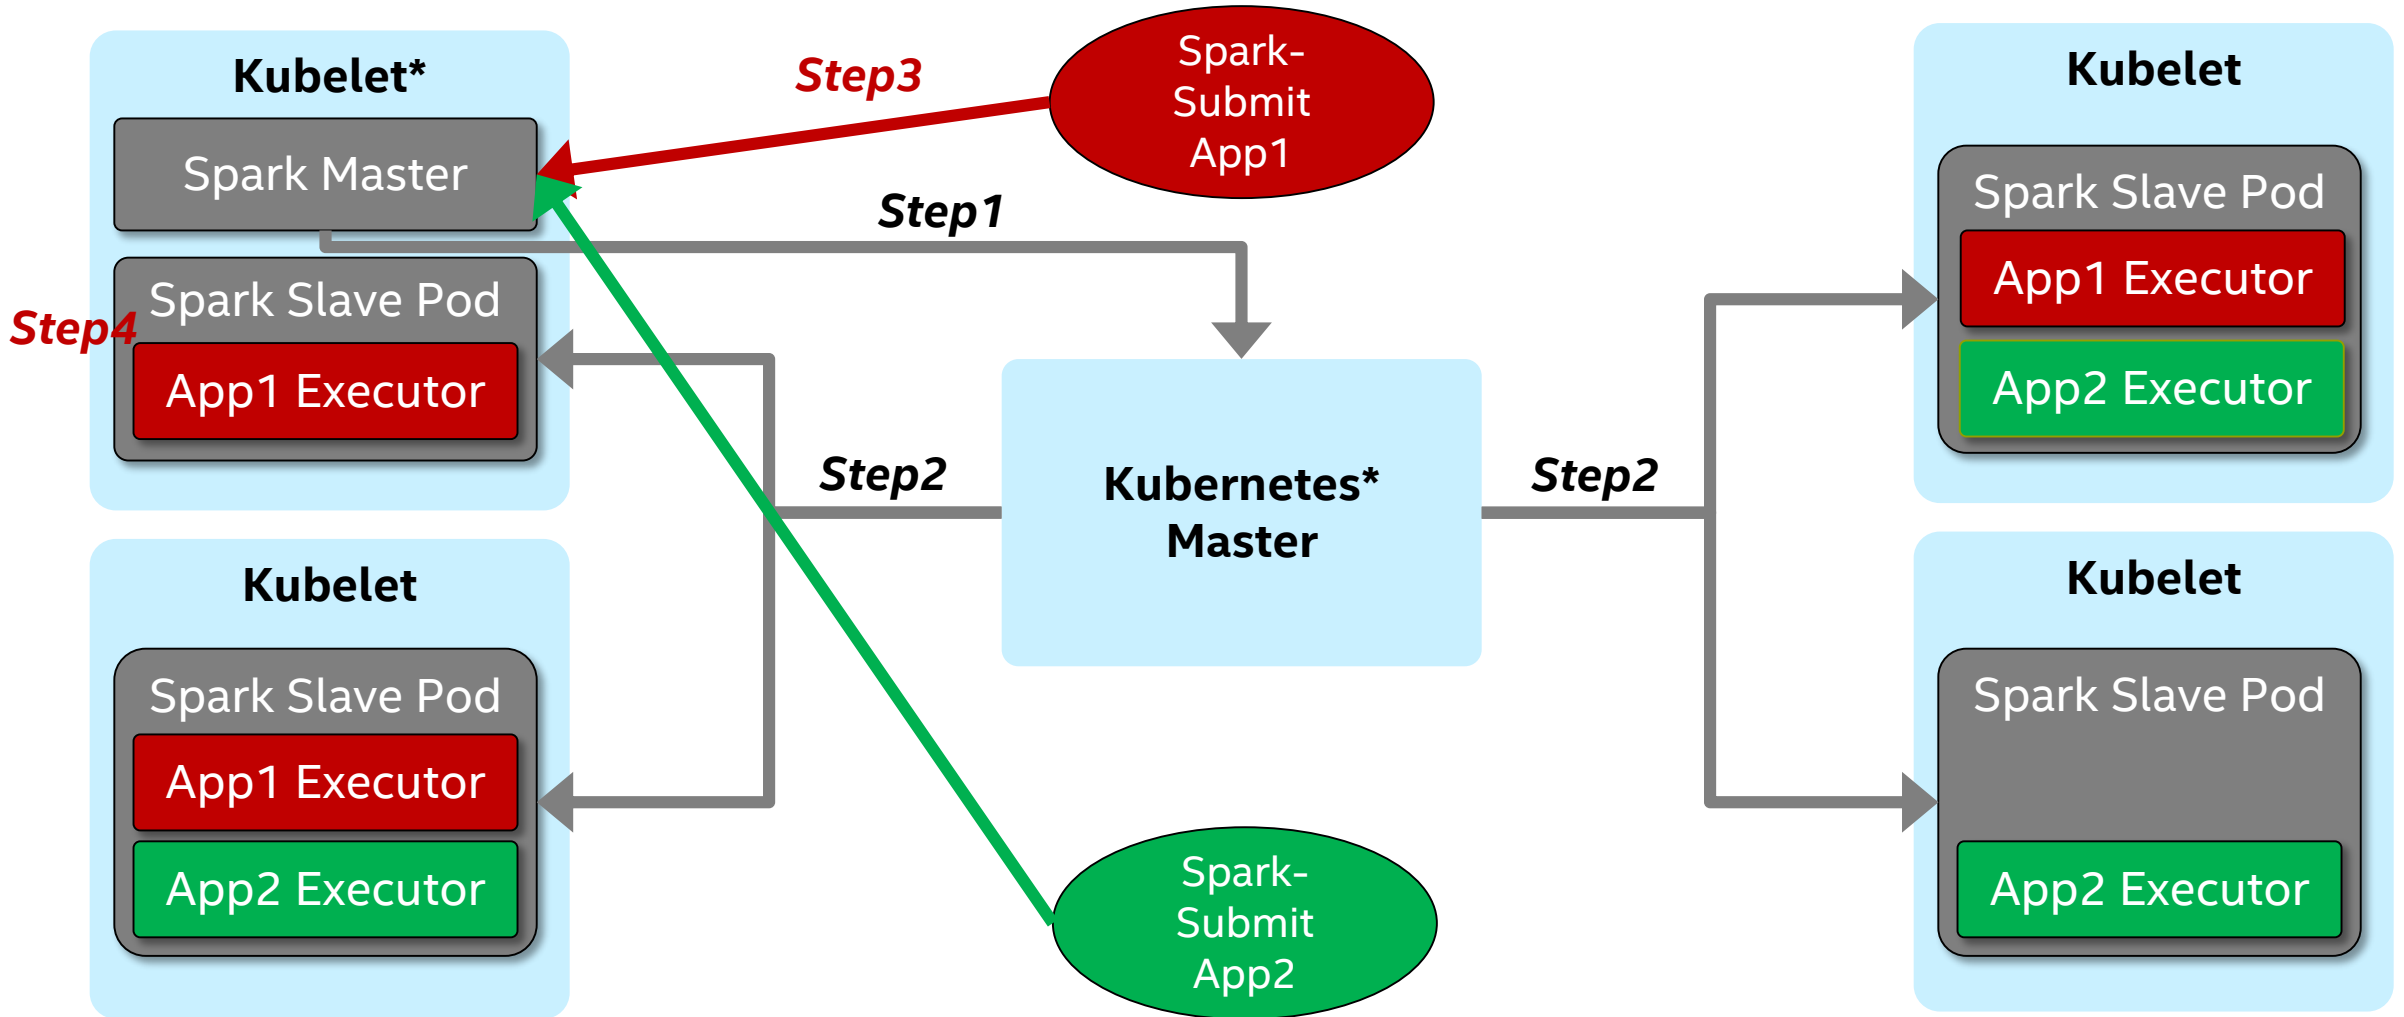 Kubelet*
Spark Master
Spark Slave Pod
Step4
App1 Executor
Kubelet
Spark Slave Pod
App1 Executor
App2 Executor
Step3
Spark-
Submit
App1
Step1
Step2
Kubernetes*
Master
Step2
Spark-
Submit
App2
Kubelet
Spark Slave Pod
App1 Executor
App2 Executor
Kubelet
Spark Slave Pod
App2 Executor